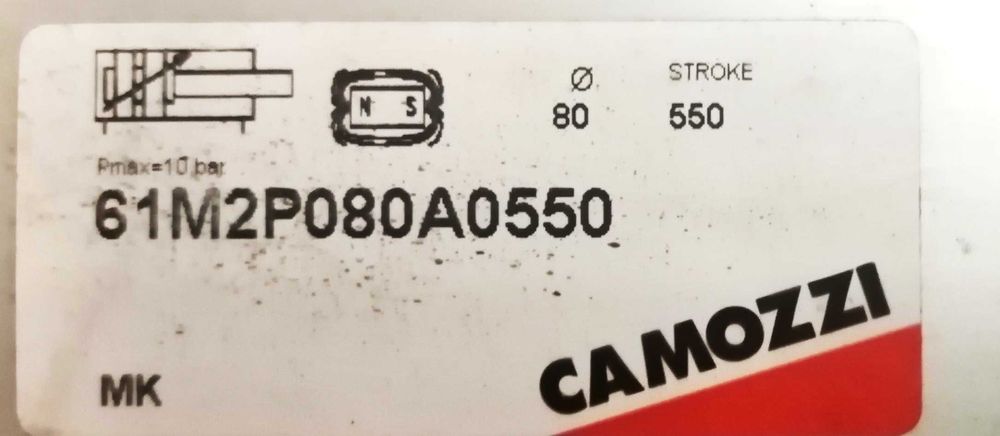 N S
Ø STROKE
80 550
Pmax=10 bar
61M2P080A0550
CAMOZZI
MK